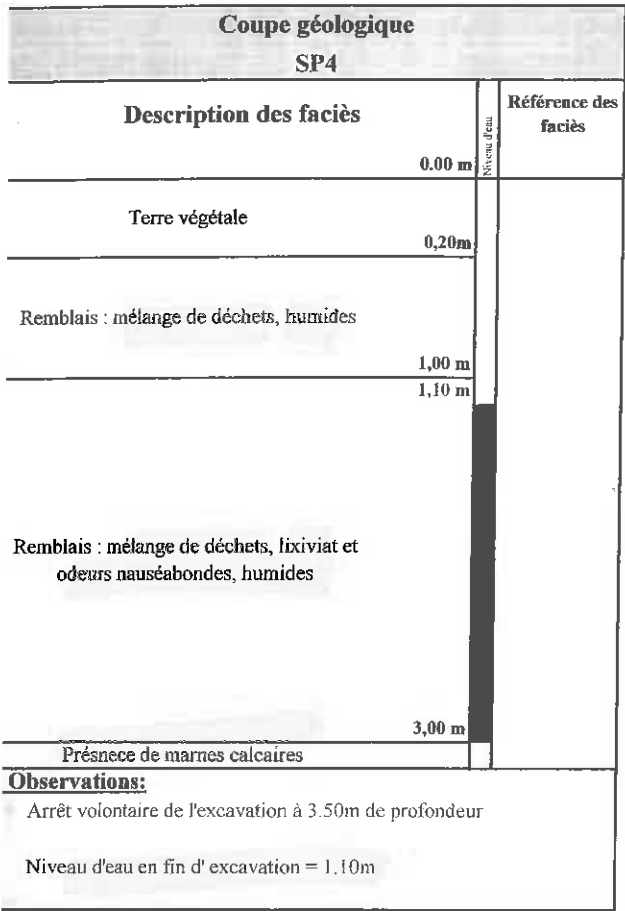 Coupe géologique
SP4
Description des faciès
Niveau d'eau
Référence des
faciès
0.00 m
Terre végétale
0,20m
Remblais : mélange de déchets, humides
1,00 m
1,10 m
Remblais : mélange de déchets, lixiviat et
odeurs nauséabondes, humides
3,00 m
Présnece de marnes calcaires
Observations:
Arrêt volontaire de l'excavation à 3.50m de profondeur
Niveau d'eau en fin d' excavation = 1.10m